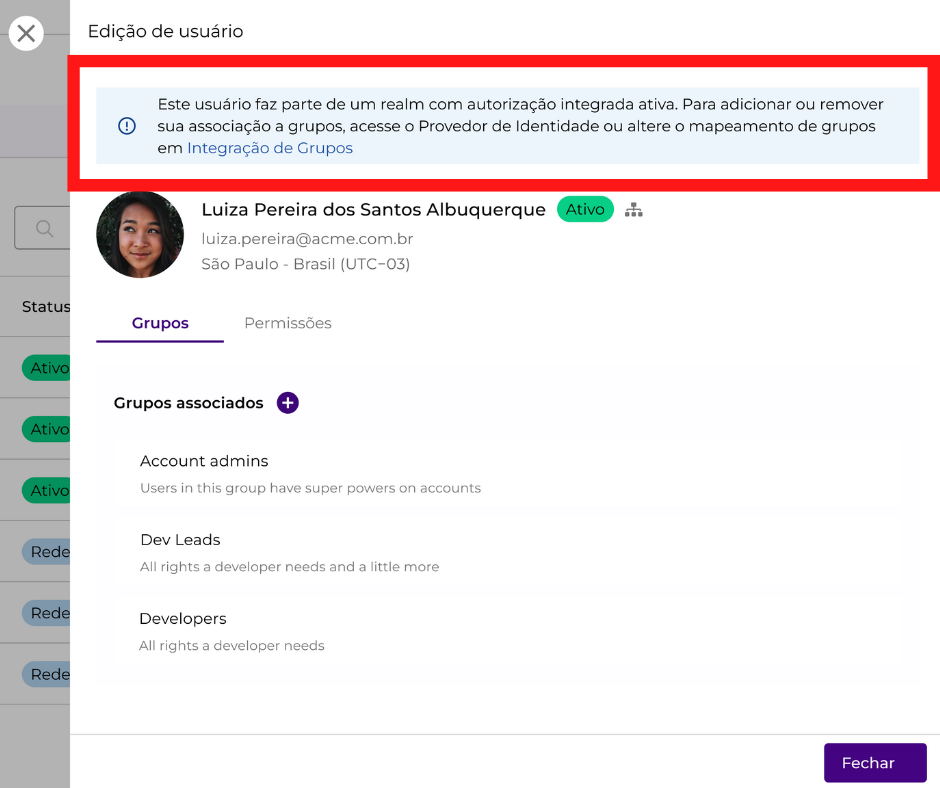 Edição de usuário
Este usuário faz parte de um realm com autorização integrada ativa. Para adicionar ou remover
sua associação a grupos, acesse o Provedor de Identidade ou altere o mapeamento de grupos
em Integração de Grupos
Luiza Pereira dos Santos Albuquerque Ativo
luiza.pereira@acme.com.br
São Paulo - Brasil (UTC−03)
Status
Grupos Permissões
Ativo
Grupos associados
Ativo
Account admins
Users in this group have super powers on accounts
Ativo
Dev Leads
Rede
All rights a developer needs and a little more
Rede
Developers
All rights a developer needs
Rede
Fechar